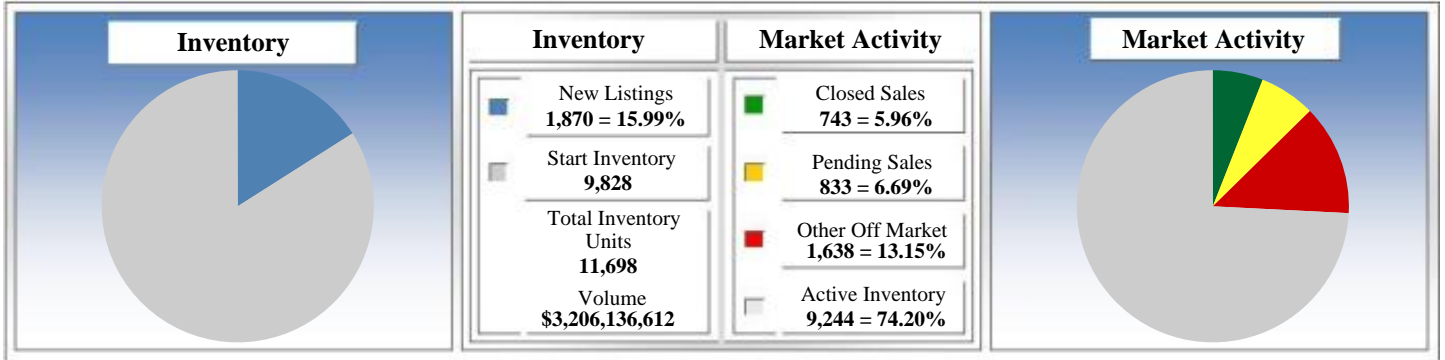 Inventory
Inventory
Market Activity
New Listings
1,870 = 15.99%
Start Inventory
9,828
Total Inventory
Units
11,698
Volume
$3,206,136,612
Closed Sales
743 = 5.96%
Pending Sales
833 = 6.69%
Other Off Market
1,638 = 13.15%
Active Inventory
9,244 = 74.20%
Market Activity